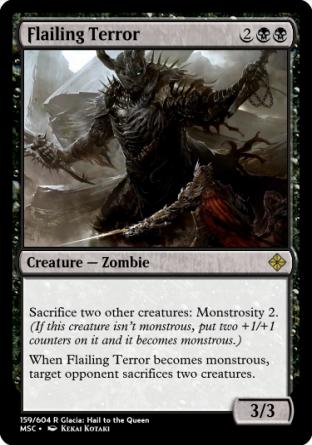 Flailing Terror 2
Creature — Zombie
Sacrifice two other creatures: Monstrosity 2.
(If this creature isn't monstrous, put two +1/+1
counters on it and it becomes monstrous.)
When Flailing Terror becomes monstrous,
target opponent sacrifices two creatures.
159/604 R Glacia: Hail to the Queen
MSC • Kekai Kotaki
3/3